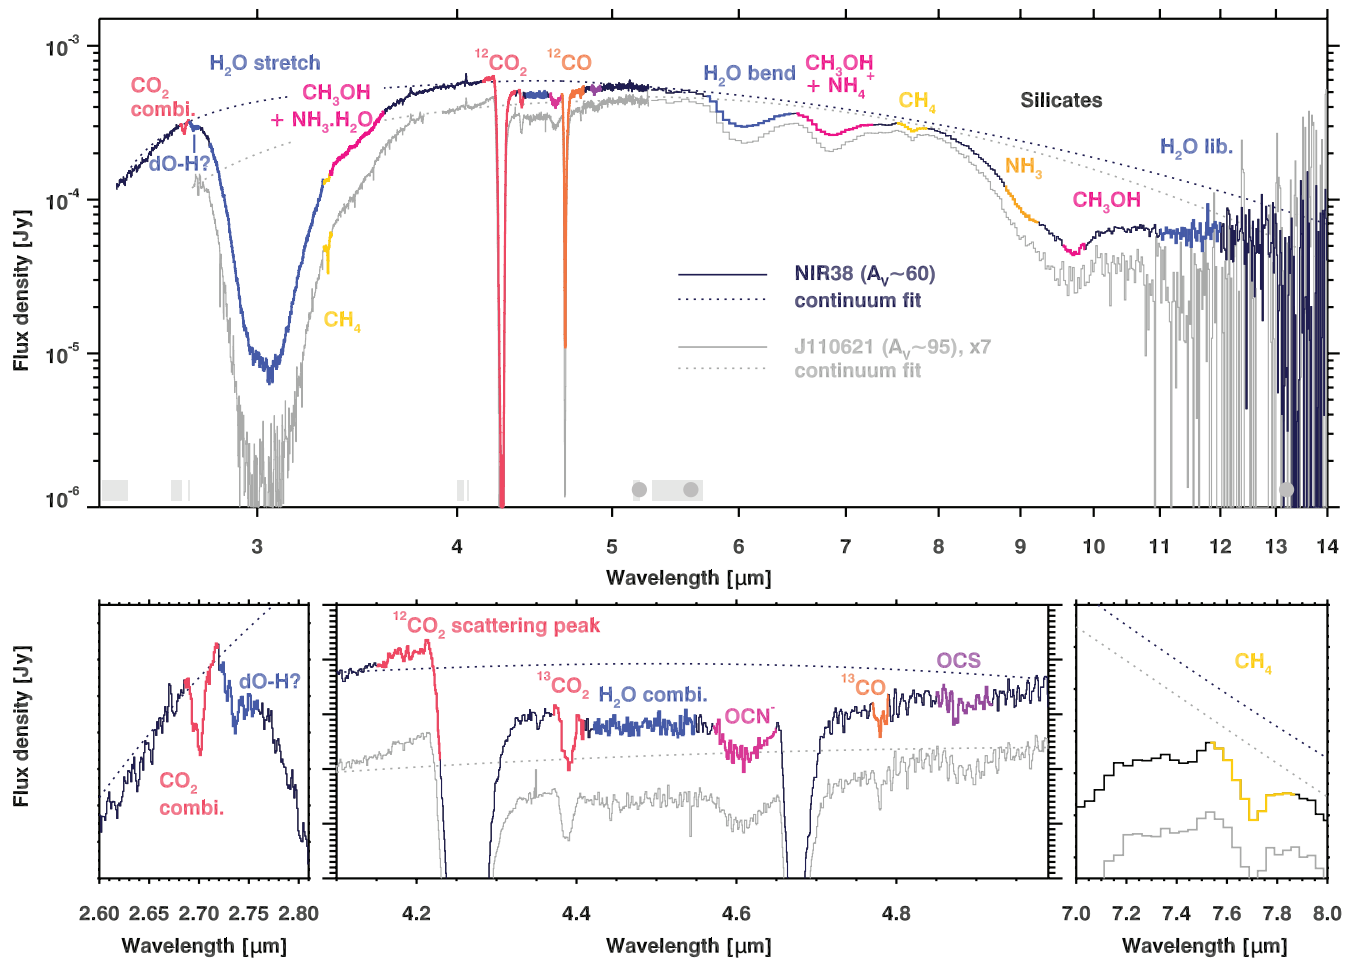 10⁻³
10⁻⁴
10⁻⁵
10⁻⁶
Flux density [Jy]
H₂O stretch
¹²CO₂
¹²CO
H₂O bend
CH₃OH
+ NH₄⁺
CO₂
combi.
CH₃OH
+ NH₃.H₂O
CH₄
Silicates
dO-H?
H₂O lib.
NH₃
CH₃OH
CH₄
NIR38 (Aᵥ~60)
continuum fit
J110621 (Aᵥ~95), x7
continuum fit
3 4 5 6 7 8 9 10 11 12 13 14
Wavelength [μm]
Flux density [Jy]
dO-H?
CO₂
combi.
2.60 2.65 2.70 2.75 2.80
Wavelength [μm]
¹²CO₂ scattering peak
¹³CO₂
H₂O combi.
OCN⁻
¹³CO
OCS
4.2 4.4 4.6 4.8
Wavelength [μm]
CH₄
7.0 7.2 7.4 7.6 7.8 8.0
Wavelength [μm]